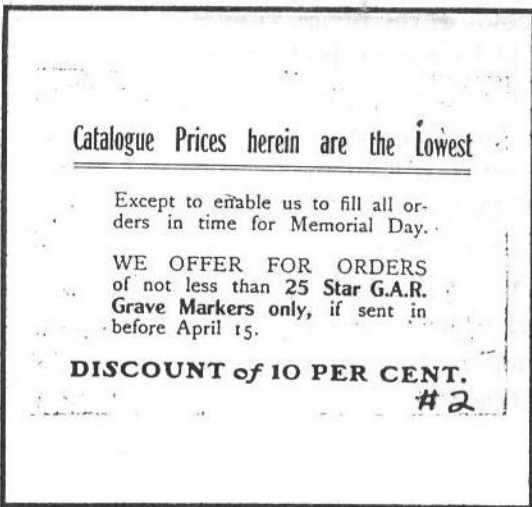 Catalogue Prices herein are the Lowest
Except to enable us to fill all or-
ders in time for Memorial Day.
WE OFFER FOR ORDERS
of not less than 25 Star G.A.R.
Grave Markers only, if sent in
before April 15.
DISCOUNT of 10 PER CENT.
#2